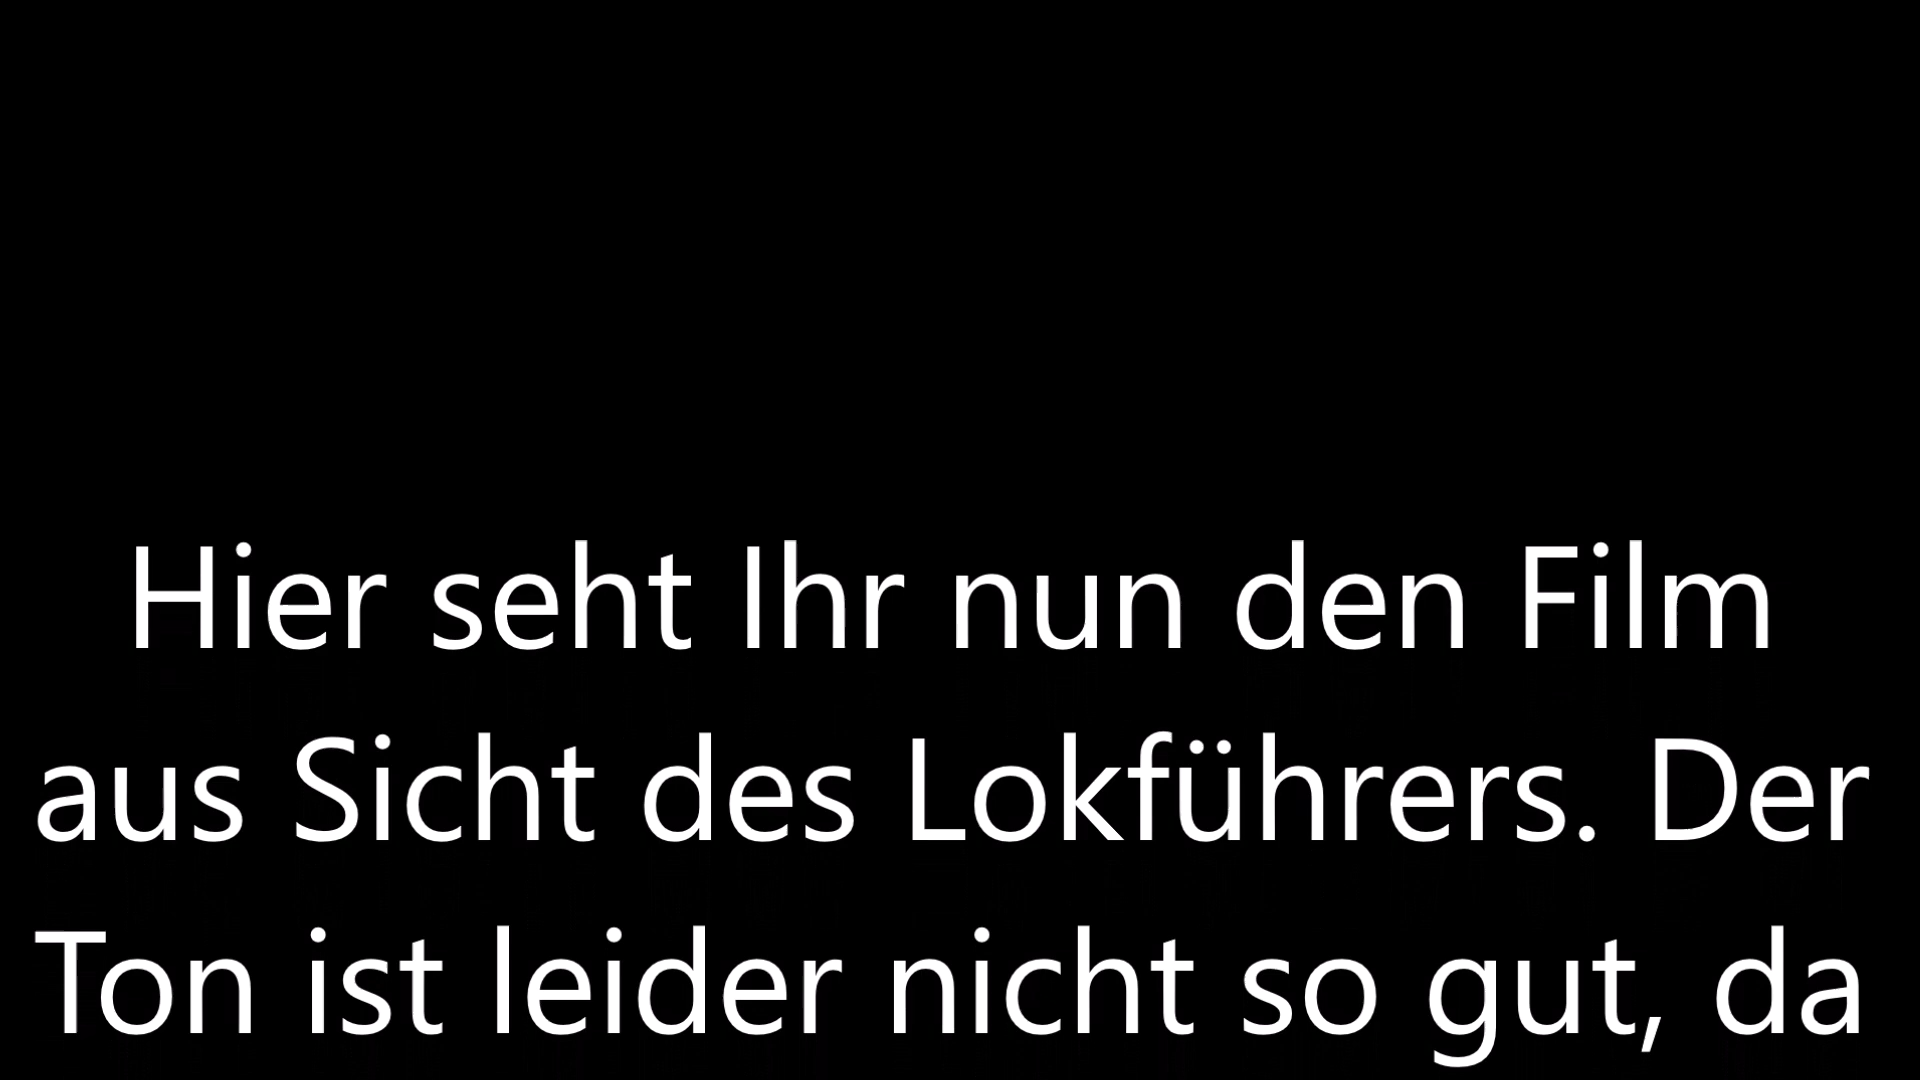 Hier seht Ihr nun den Film
aus Sicht des Lokführers. Der
Ton ist leider nicht so gut, da